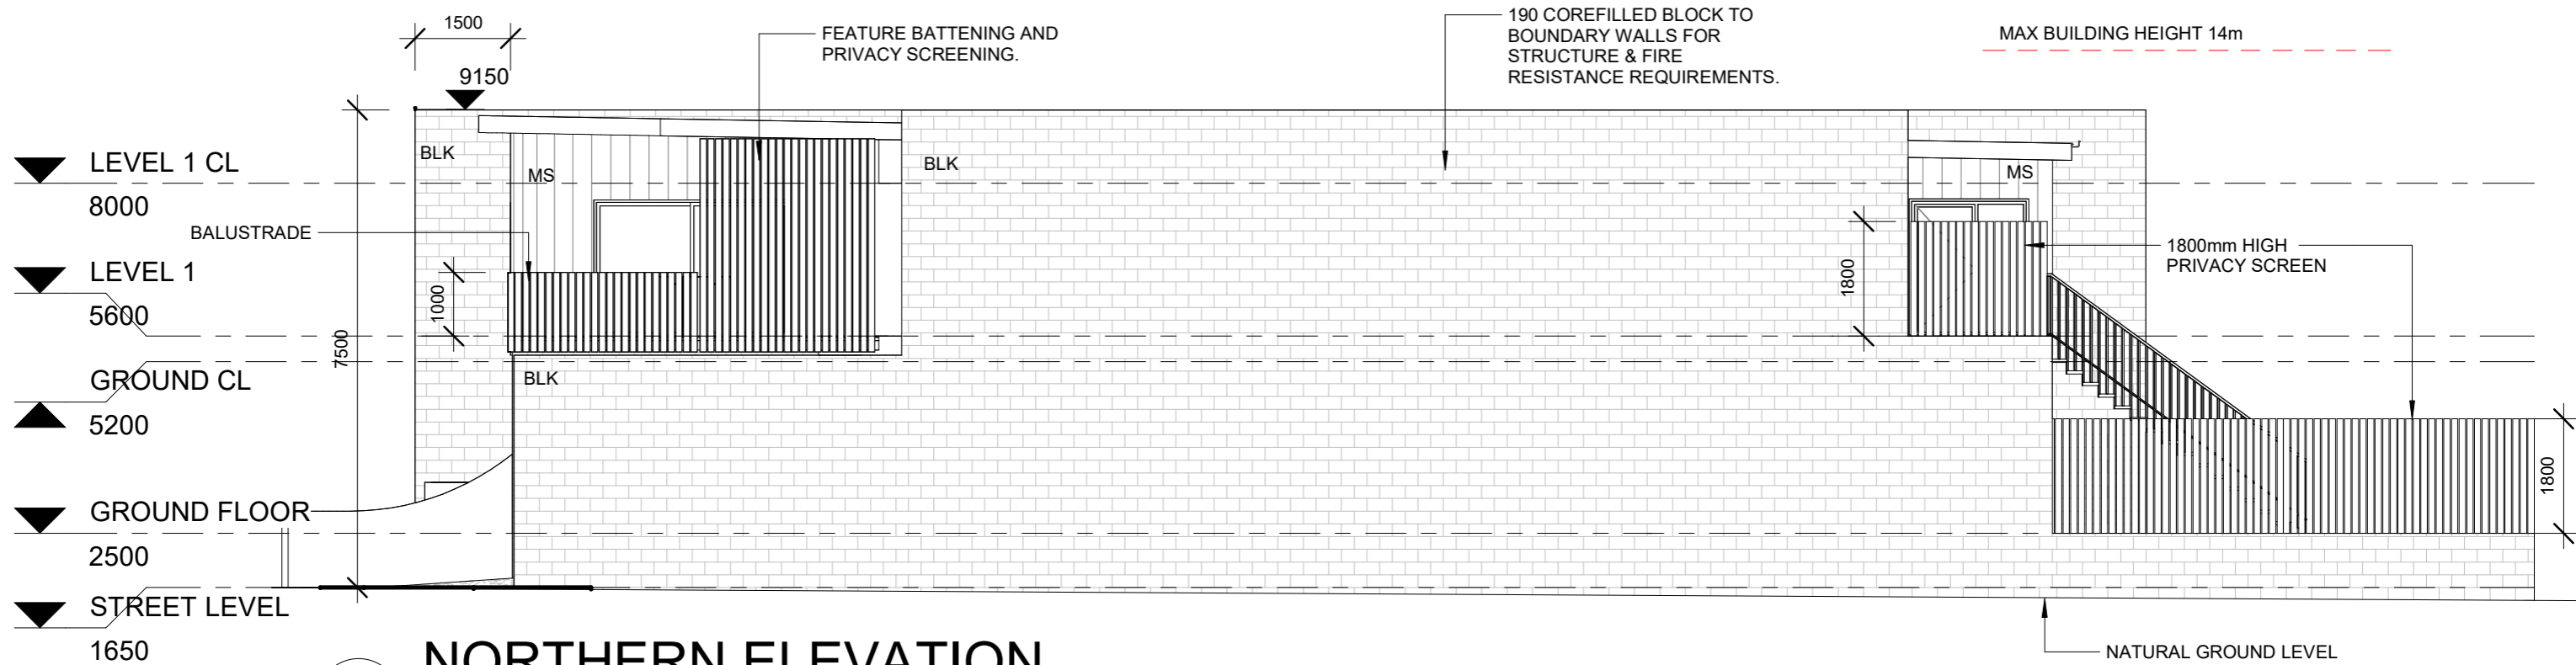 1500
9150
FEATURE BATTENING AND
PRIVACY SCREENING.
190 COREFILLED BLOCK TO
BOUNDARY WALLS FOR
STRUCTURE & FIRE
RESISTANCE REQUIREMENTS.
MAX BUILDING HEIGHT 14m
LEVEL 1 CL
8000
BLK
MS
BLK
MS
BALUSTRADE
LEVEL 1
5600
1000
7500
1800
1800mm HIGH
PRIVACY SCREEN
GROUND CL
5200
BLK
1800
GROUND FLOOR
2500
STREET LEVEL
1650
NORTHERN ELEVATION
NATURAL GROUND LEVEL